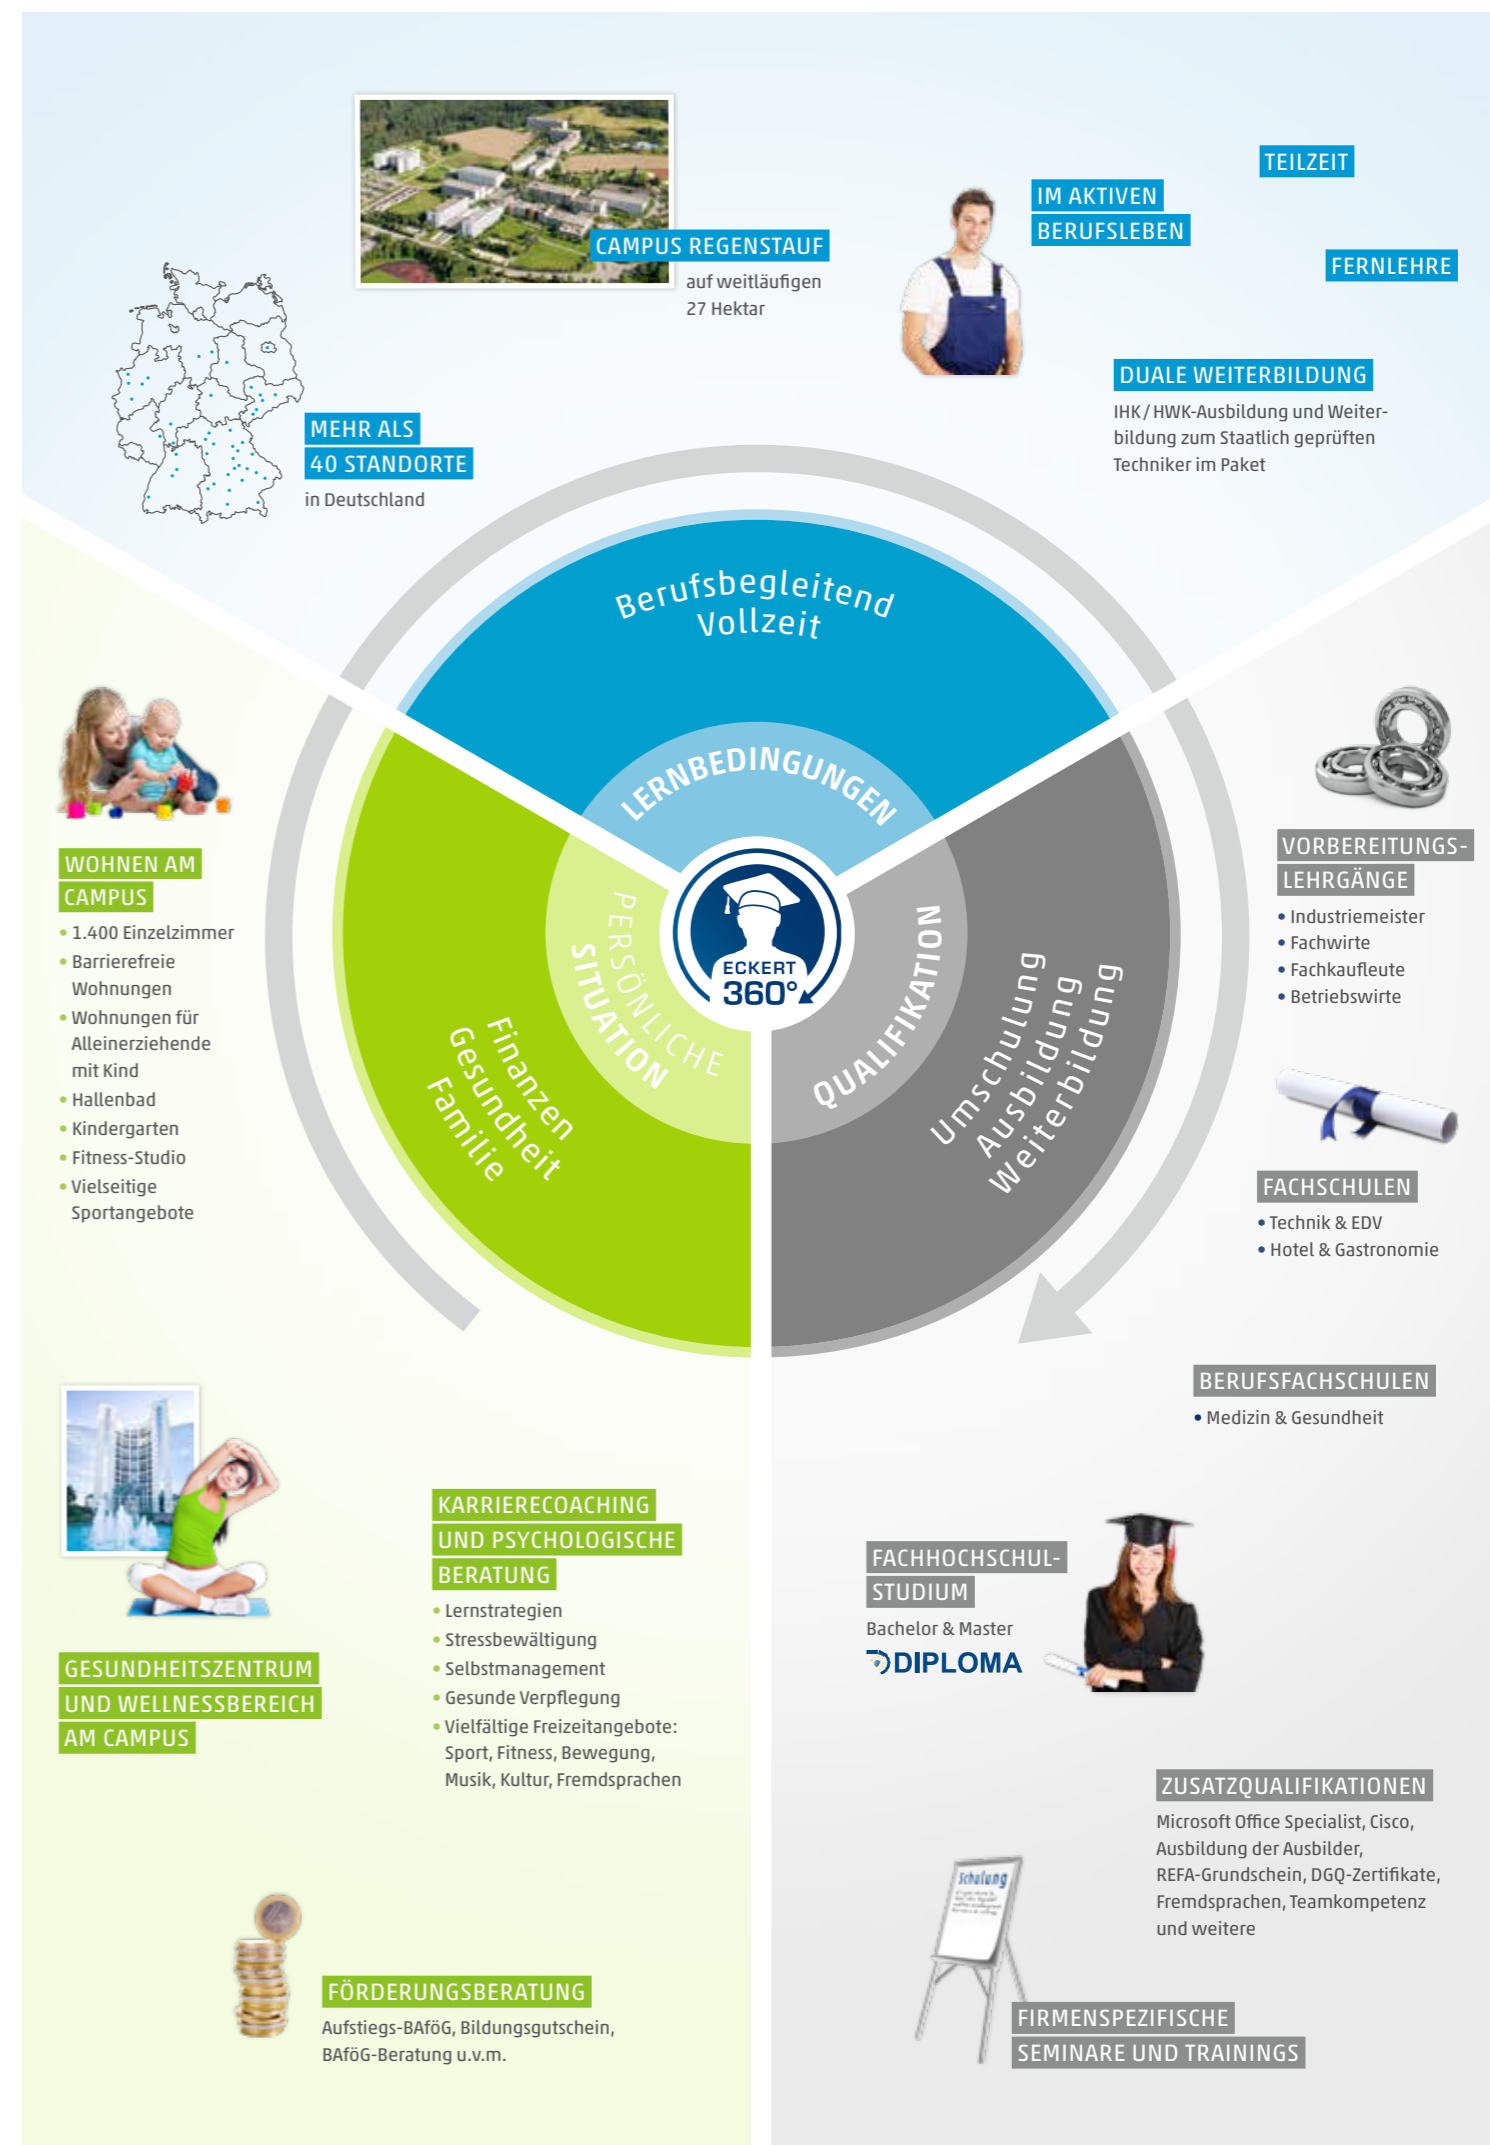 CAMPUS REGENSTAUF
auf weitläufigen
27 Hektar
IM AKTIVEN
BERUFSLEBEN
TEILZEIT
FERNLEHRE
DUALE WEITERBILDUNG
IHK / HWK-Ausbildung und Weiter-
bildung zum Staatlich geprüften
Techniker im Paket
MEHR ALS
40 STANDORTE
in Deutschland
Berufsbegleitend
Vollzeit
LERNBEDINGUNGEN
PERSÖNLICHE
SITUATION
Finanzen
Gesundheit
Familie
ECKERT
360°
QUALIFIKATION
Umschulung
Ausbildung
Weiterbildung
WOHNEN AM
CAMPUS
• 1.400 Einzelzimmer
• Barrierefreie
Wohnungen
• Wohnungen für
Alleinerziehende
mit Kind
• Hallenbad
• Kindergarten
• Fitness-Studio
• Vielseitige
Sportangebote
VORBEREITUNGS-
LEHRGÄNGE
• Industriemeister
• Fachwirte
• Fachkaufleute
• Betriebswirte
FACHSCHULEN
• Technik & EDV
• Hotel & Gastronomie
BERUFSFACHSCHULEN
• Medizin & Gesundheit
GESUNDHEITSZENTRUM
UND WELLNESSBEREICH
AM CAMPUS
KARRIERECOACHING
UND PSYCHOLOGISCHE
BERATUNG
• Lernstrategien
• Stressbewältigung
• Selbstmanagement
• Gesunde Verpflegung
• Vielfältige Freizeitangebote:
Sport, Fitness, Bewegung,
Musik, Kultur, Fremdsprachen
FACHHOCHSCHUL-
STUDIUM
Bachelor & Master
DIPLOMA
ZUSATZQUALIFIKATIONEN
Microsoft Office Specialist, Cisco,
Ausbildung der Ausbilder,
REFA-Grundschein, DGQ-Zertifikate,
Fremdsprachen, Teamkompetenz
und weitere
Schulung
FIRMENSPEZIFISCHE
SEMINARE UND TRAININGS
FÖRDERUNGSBERATUNG
Aufstiegs-BAföG, Bildungsgutschein,
BAföG-Beratung u.v.m.